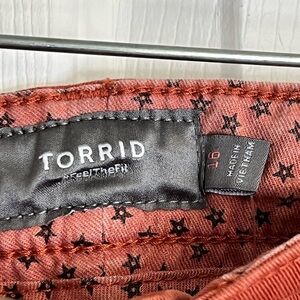 TORRID
#FeelTheFit
16
MADE IN
VIETNAM